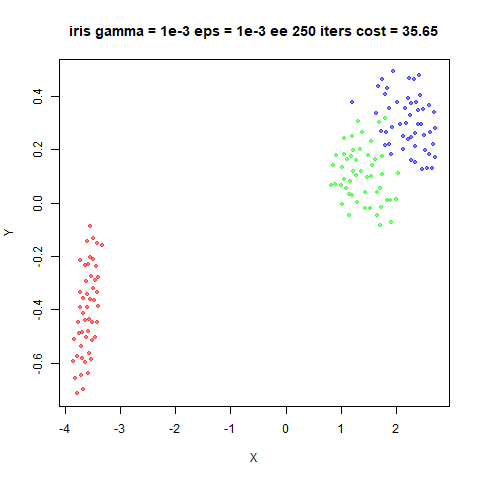 iris gamma = 1e-3 eps = 1e-3 ee 250 iters cost = 35.65
0.4
0.2
0.0
-0.2
-0.4
-0.6
Y
-4 -3 -2 -1 0 1 2
X